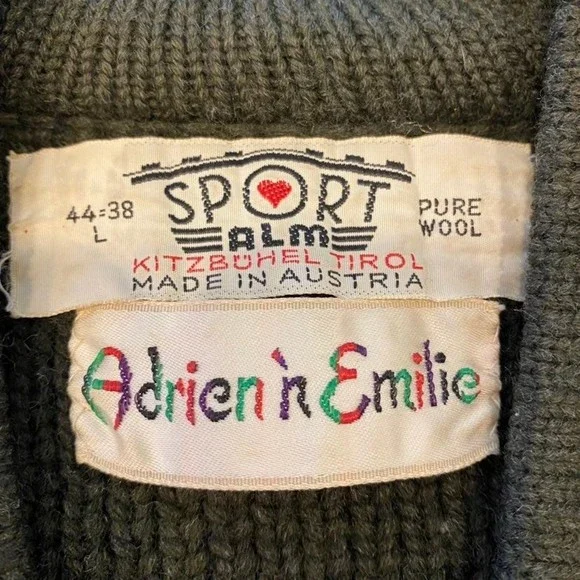 44=38
L
SPORT
ALM
KITZBÜHEL TIROL
MADE IN AUSTRIA
PURE
WOOL
Adrien'n Emilie